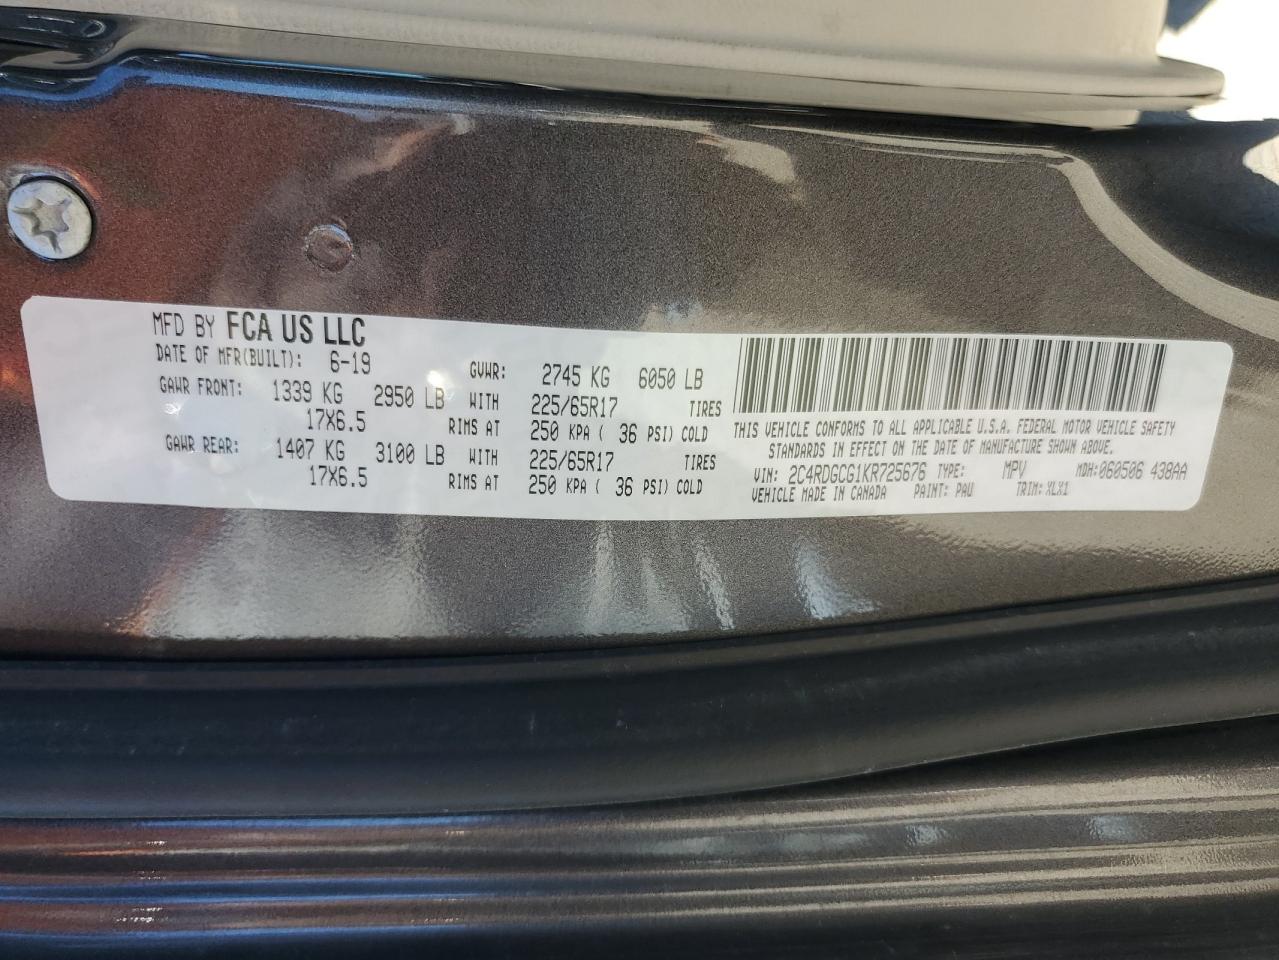 MFD BY FCA US LLC
DATE OF MFR(BUILT): 6-19 GVWR: 2745 KG 6050 LB
GAWR FRONT: 1339 KG 2950 LB WITH 225/65R17 TIRES
17X6.5 RIMS AT 250 KPA ( 36 PSI) COLD
GAWR REAR: 1407 KG 3100 LB WITH 225/65R17 TIRES
17X6.5 RIMS AT 250 KPA ( 36 PSI) COLD
THIS VEHICLE CONFORMS TO ALL APPLICABLE U.S.A. FEDERAL MOTOR VEHICLE SAFETY
STANDARDS IN EFFECT ON THE DATE OF MANUFACTURE SHOWN ABOVE.
VIN: 2C4RDGCG1KR725676 TYPE: MPV MDH:060506 438AA
VEHICLE MADE IN CANADA PAINT: PAU TRIM: XLX1